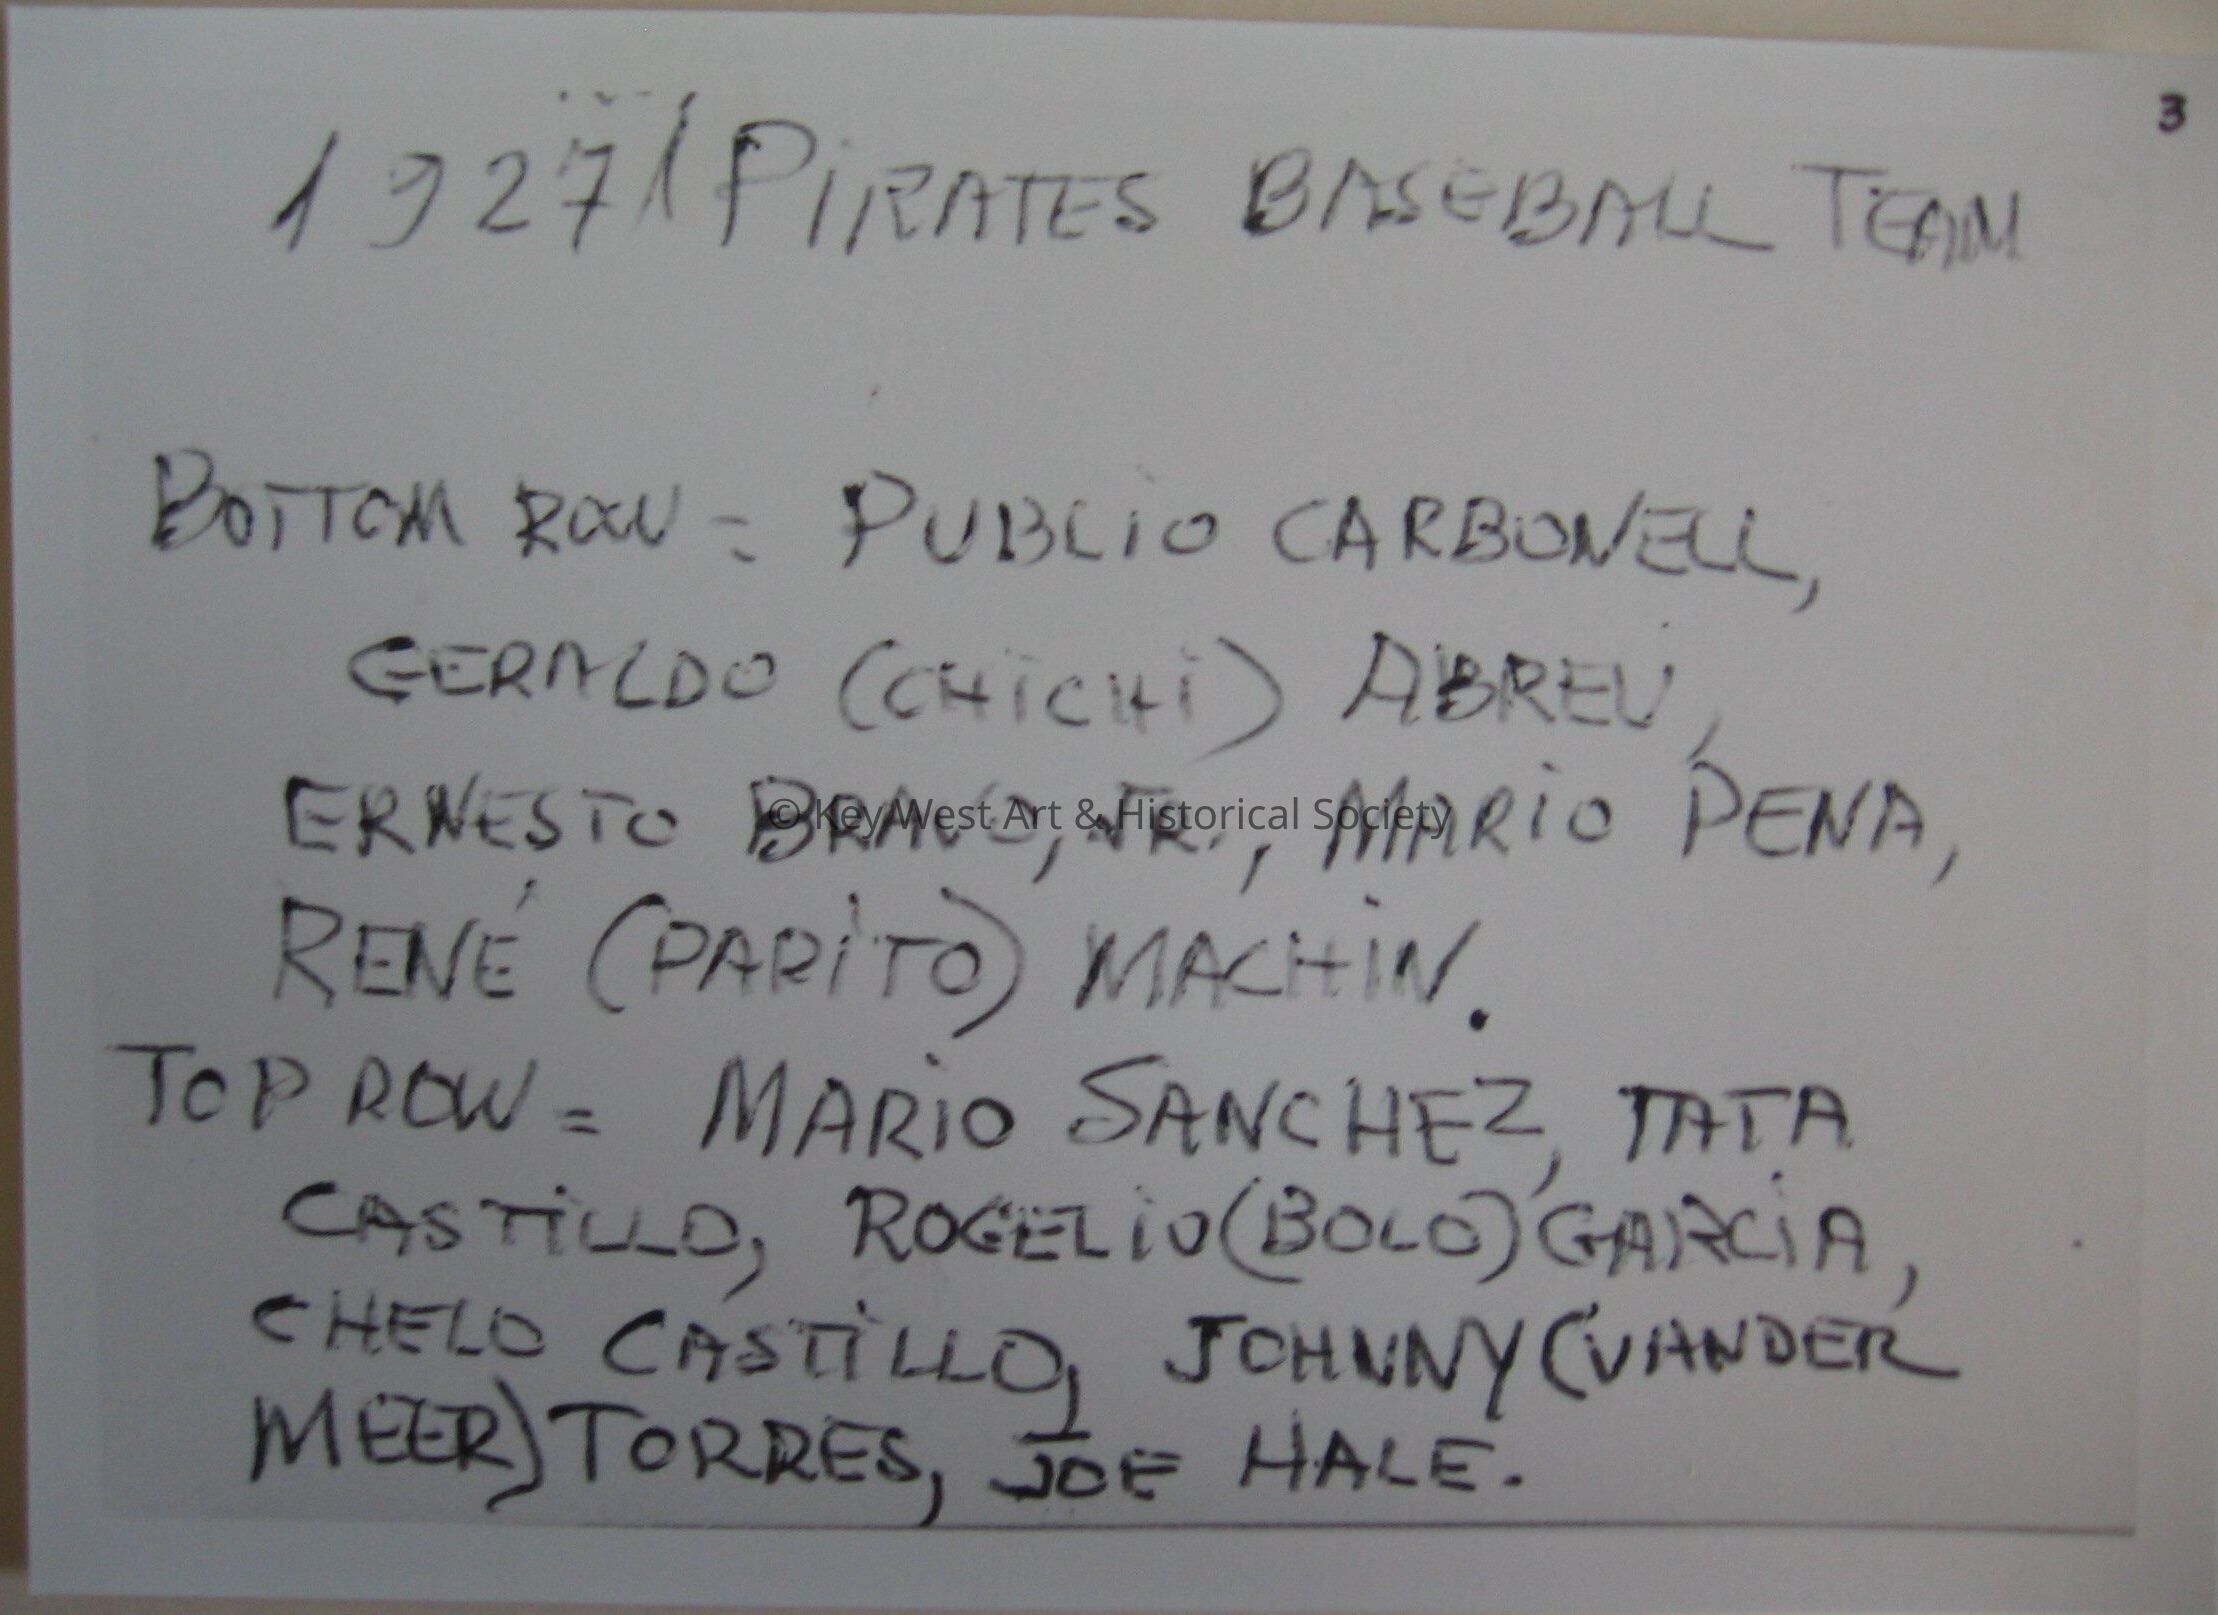 3
1927 PIRATES BASEBALL TEAM
BOTTOM ROW = PUBLIO CARBONELL,
GERALDO (CHICHI) ABREU,
ERNESTO BRAVO, JR., MARIO PENA,
© Key West Art & Historical Society
RENÉ (PARITO) MACHIN.
TOP ROW = MARIO SANCHEZ, TATA
CASTILLO, ROGELIO (BOLO) GARCIA,
CHELO CASTILLO, JOHNNY (VANDER
MEER) TORRES, JOE HALE.